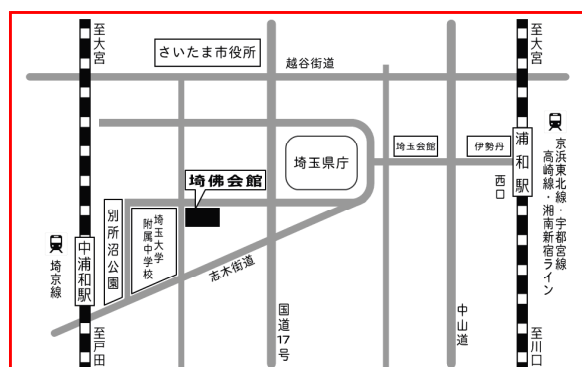 至大宮
さいたま市役所
越谷街道
至大宮
埼玉県庁
埼玉会館
伊勢丹
浦和駅
西口
京浜東北線・宇都宮線
高崎線・湘南新宿ライン
埼佛会館
別所沼公園
埼玉大学
附属中学校
中浦和駅
埼京線
志木街道
国道17号
中山道
至戸田
至川口